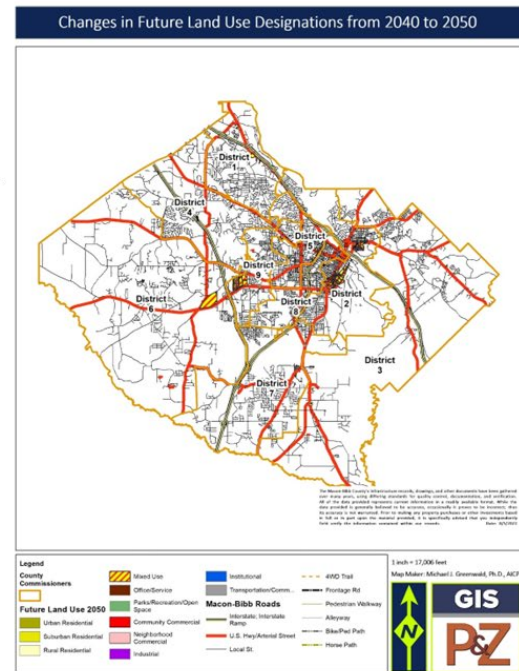 Changes in Future Land Use Designations from 2040 to 2050
District
1
District
4
District
5
District
9
District
6
District
2
District
8
District
3
District
7
Legend
County
Commissioners
Future Land Use 2050
Urban Residential
Suburban Residential
Rural Residential
Mixed Use
Office/Service
Parks/Recreation/Open
Space
Community Commercial
Neighborhood
Commercial
Industrial
Institutional
Transportation/Comm...
Macon-Bibb Roads
Interstate; Interstate
Ramp
U.S. Hwy/Arterial Street
Local St.
4WD Trail
Frontage Rd
Pedestrian Walkway
Alleyway
Bike/Ped Path
Horse Path
1 inch = 17,006 feet
Map Maker: Michael J. Greenwald, Ph.D., AICP
N
GIS
P&Z